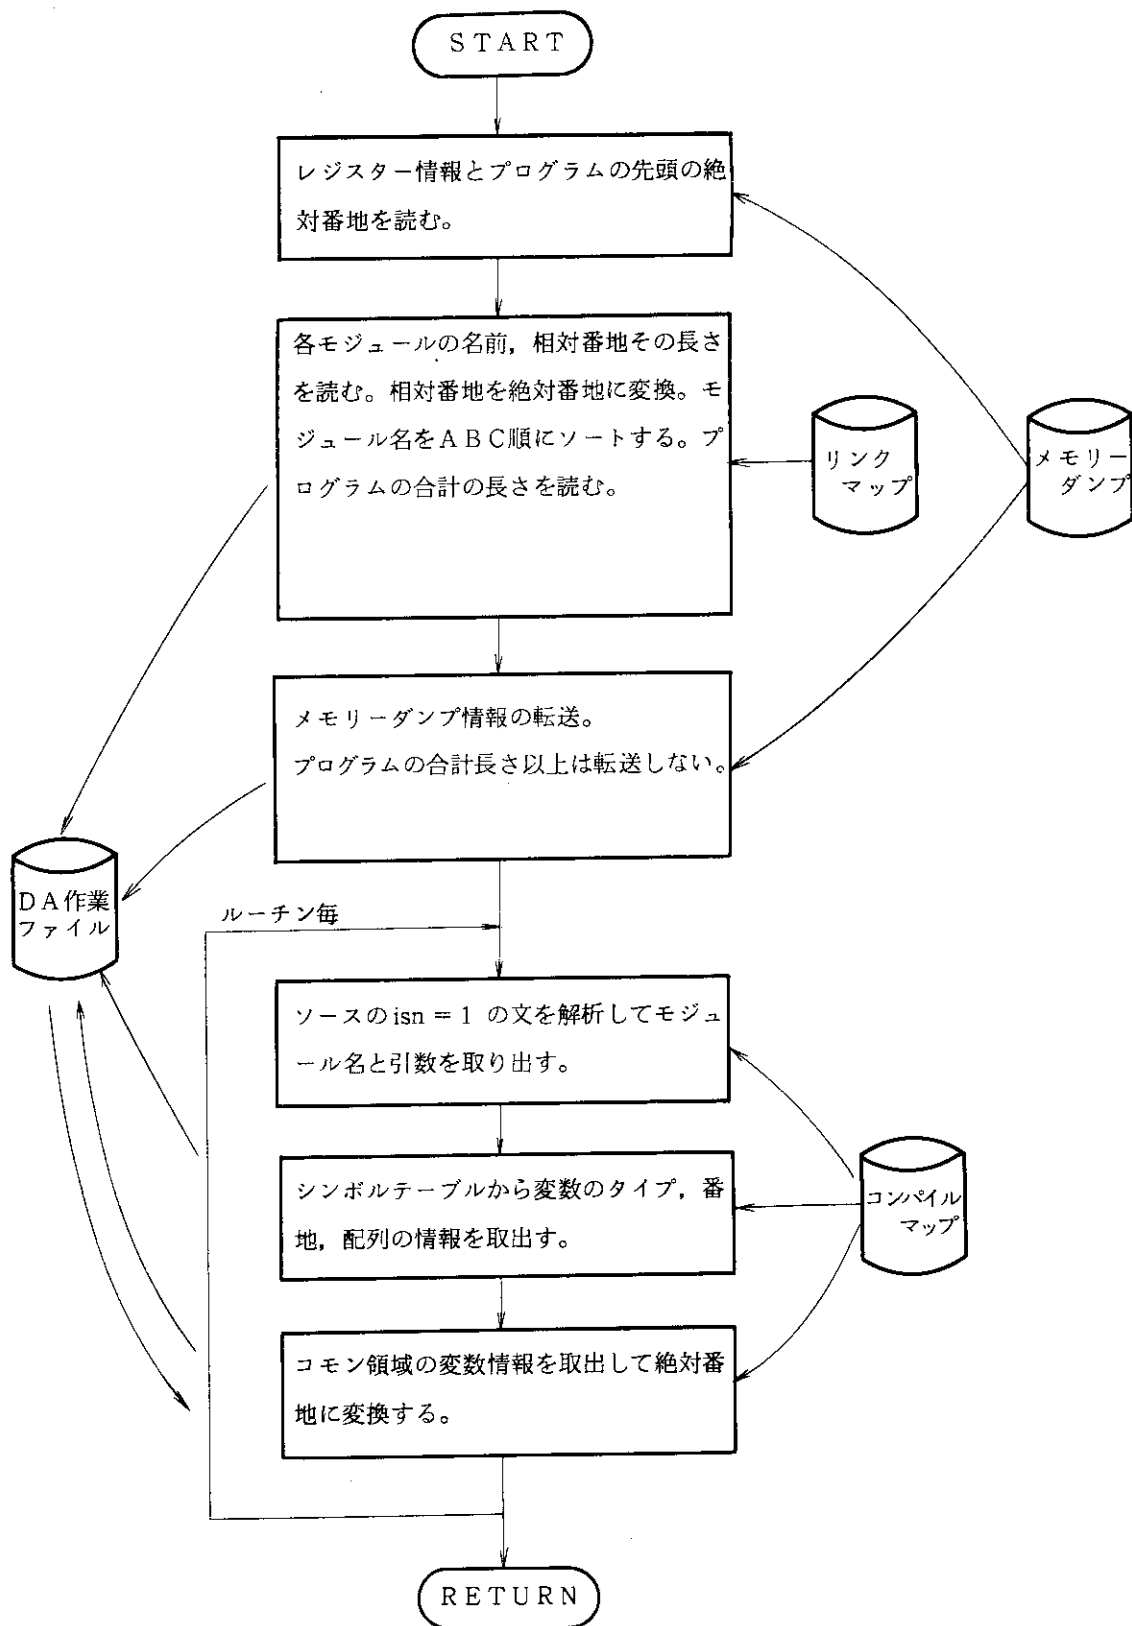 START
レジスター情報とプログラムの先頭の絶
対番地を読む。
各モジュールの名前，相対番地その長さ
を読む。相対番地を絶対番地に変換。モ
ジュール名をＡＢＣ順にソートする。プ
ログラムの合計の長さを読む。
リンク
マップ
メモリー
ダンプ
メモリーダンプ情報の転送。
プログラムの合計長さ以上は転送しない。
DA作業
ファイル
ルーチン毎
ソースのisn = 1 の文を解析してモジュ
ール名と引数を取り出す。
シンボルテーブルから変数のタイプ，番
地，配列の情報を取出す。
コンパイル
マップ
コモン領域の変数情報を取出して絶対番
地に変換する。
RETURN